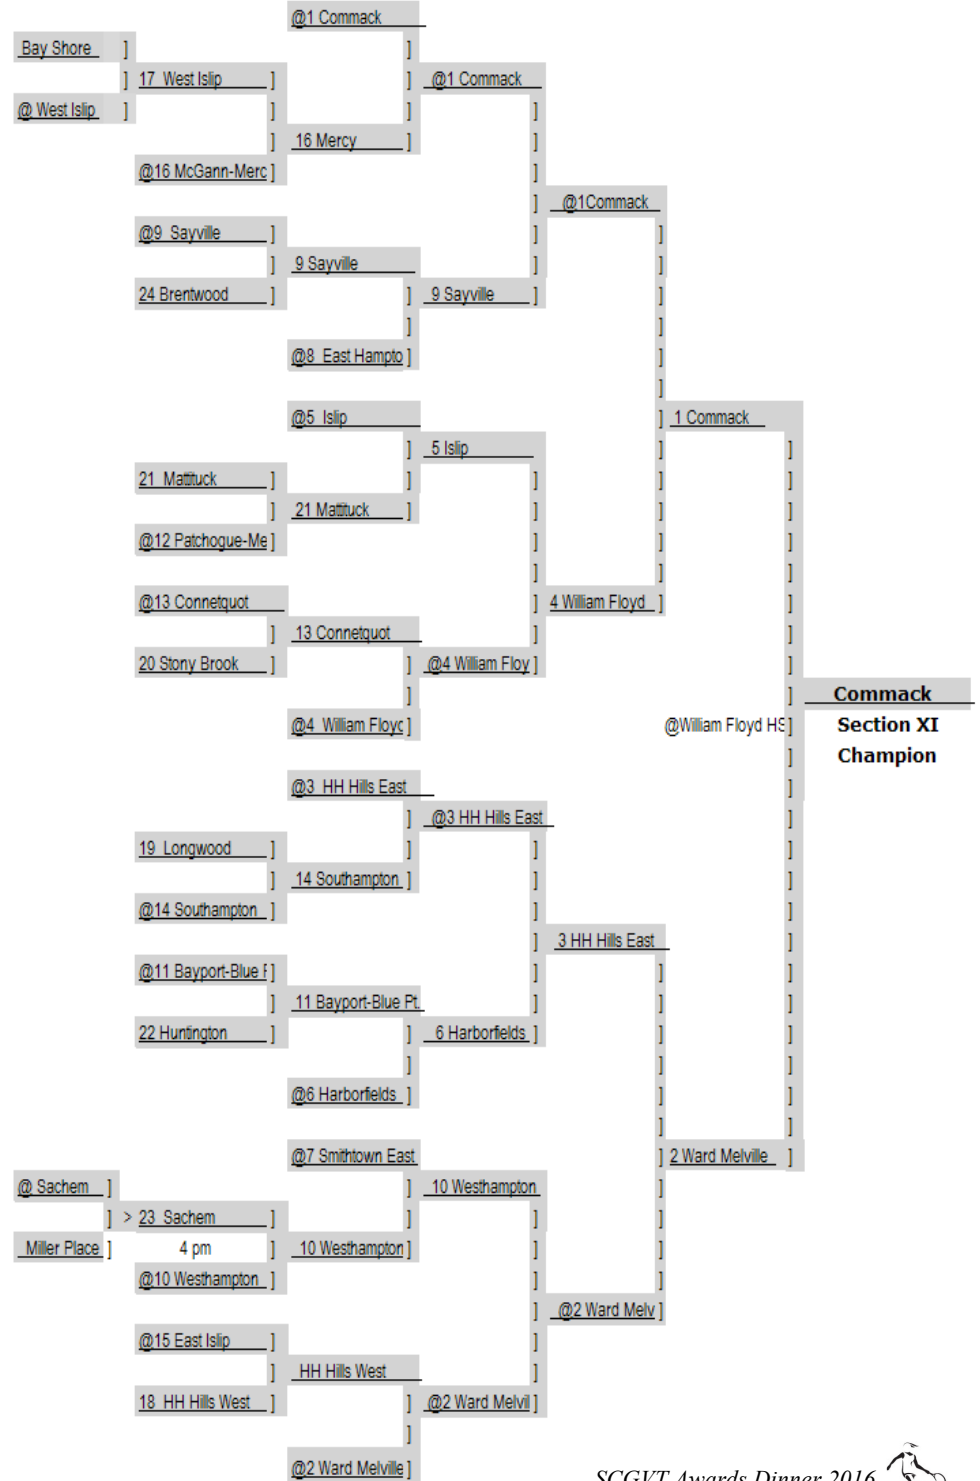 @1 Commack
Bay Shore
17 West Islip
@1 Commack
@ West Islip
16 Mercy
@16 McGann-Merc
@1Commack
@9 Sayville
9 Sayville
24 Brentwood
9 Sayville
@8 East Hampto
@5 Islip
1 Commack
5 Islip
21 Mattituck
21 Mattituck
@12 Patchogue-Me
@13 Connetquot
4 William Floyd
13 Connetquot
20 Stony Brook
@4 William Floy
Commack
@4 William Floyd
@William Floyd HS
Section XI
Champion
@3 HH Hills East
@3 HH Hills East
19 Longwood
14 Southampton
@14 Southampton
3 HH Hills East
@11 Bayport-Blue P
11 Bayport-Blue Pt.
22 Huntington
6 Harborfields
@6 Harborfields
@7 Smithtown East
2 Ward Melville
@ Sachem
10 Westhampton
> 23 Sachem
Miller Place
4 pm
10 Westhampton
@10 Westhampton
@2 Ward Melv
@15 East Islip
HH Hills West
18 HH Hills West
@2 Ward Melvil
@2 Ward Melville
SCGVT Awards Dinner 2016